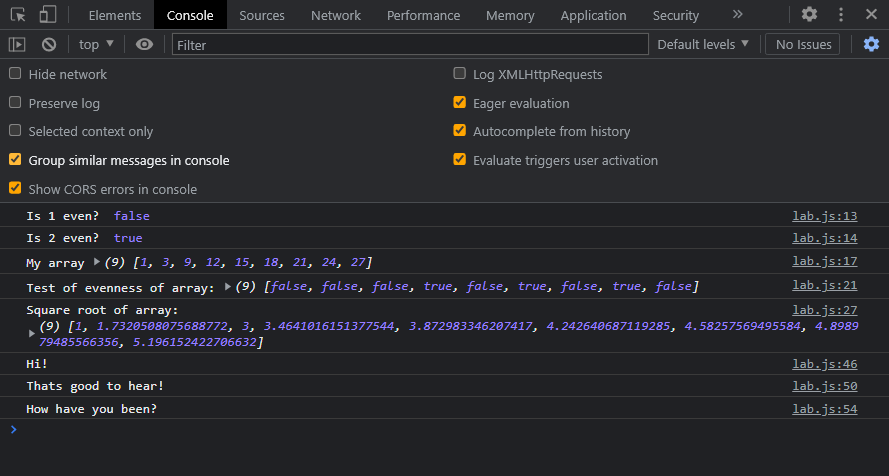 Elements Console Sources Network Performance Memory Application Security »
top ▼ Filter Default levels ▼ No Issues
Hide network Log XMLHttpRequests
Preserve log Eager evaluation
Selected context only Autocomplete from history
Group similar messages in console Evaluate triggers user activation
Show CORS errors in console
Is 1 even? false lab.js:13
Is 2 even? true lab.js:14
My array ▶(9) [1, 3, 9, 12, 15, 18, 21, 24, 27] lab.js:17
Test of evenness of array: ▶(9) [false, false, false, true, false, true, false, true, false] lab.js:21
Square root of array: lab.js:27
▶(9) [1, 1.7320508075688772, 3, 3.4641016151377544, 3.872983346207417, 4.242640687119285, 4.58257569495584, 4.8989
79485566356, 5.196152422706632]
Hi! lab.js:46
Thats good to hear! lab.js:50
How have you been? lab.js:54
>